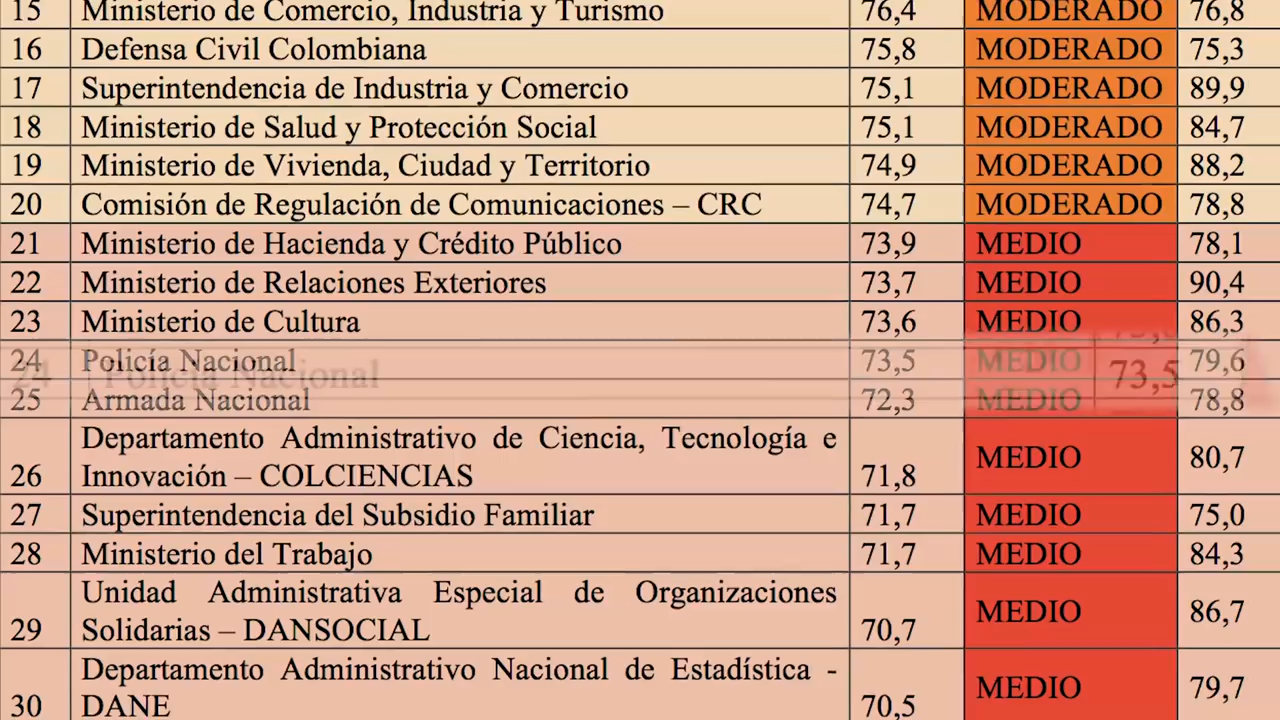 15 Ministerio de Comercio, Industria y Turismo 76,4 MODERADO 76,8
16 Defensa Civil Colombiana 75,8 MODERADO 75,3
17 Superintendencia de Industria y Comercio 75,1 MODERADO 89,9
18 Ministerio de Salud y Protección Social 75,1 MODERADO 84,7
19 Ministerio de Vivienda, Ciudad y Territorio 74,9 MODERADO 88,2
20 Comisión de Regulación de Comunicaciones – CRC 74,7 MODERADO 78,8
21 Ministerio de Hacienda y Crédito Público 73,9 MEDIO 78,1
22 Ministerio de Relaciones Exteriores 73,7 MEDIO 90,4
23 Ministerio de Cultura 73,6 MEDIO 86,3
24 Policía Nacional 73,5 MEDIO 79,6
24 Policía Nacional 73,5
25 Armada Nacional 72,3 MEDIO 78,8
Departamento Administrativo de Ciencia, Tecnología e
26 Innovación – COLCIENCIAS 71,8 MEDIO 80,7
27 Superintendencia del Subsidio Familiar 71,7 MEDIO 75,0
28 Ministerio del Trabajo 71,7 MEDIO 84,3
Unidad Administrativa Especial de Organizaciones
29 Solidarias – DANSOCIAL 70,7 MEDIO 86,7
Departamento Administrativo Nacional de Estadística -
30 DANE 70,5 MEDIO 79,7